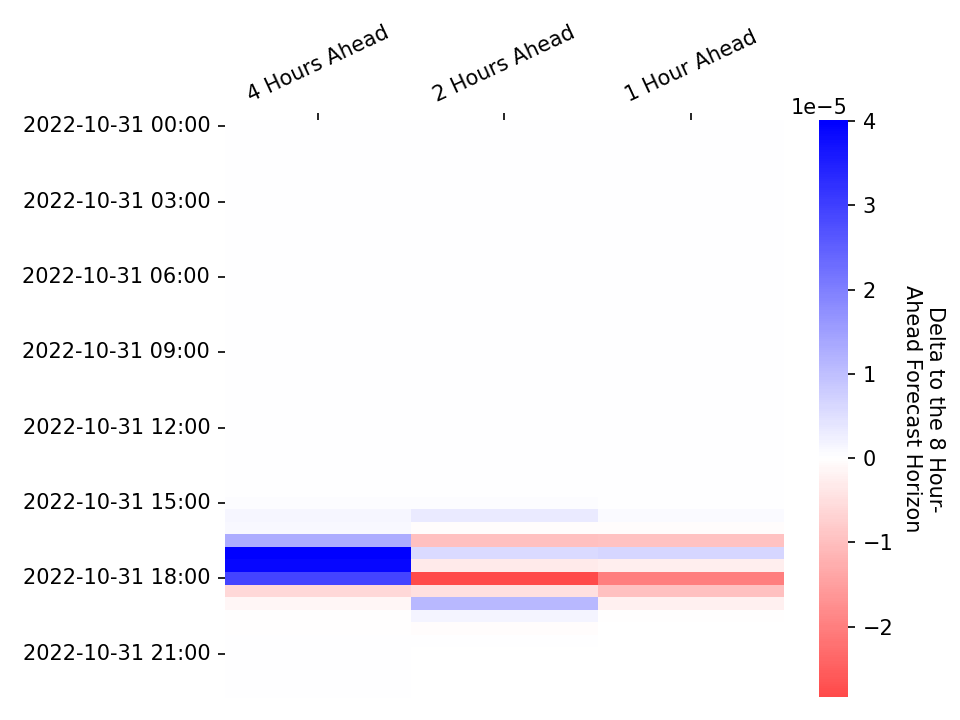 4 Hours Ahead
2 Hours Ahead
1 Hour Ahead
1e−5
2022-10-31 00:00
2022-10-31 03:00
2022-10-31 06:00
2022-10-31 09:00
2022-10-31 12:00
2022-10-31 15:00
2022-10-31 18:00
2022-10-31 21:00
4
3
2
1
0
−1
−2
Delta to the 8 Hour-
Ahead Forecast Horizon